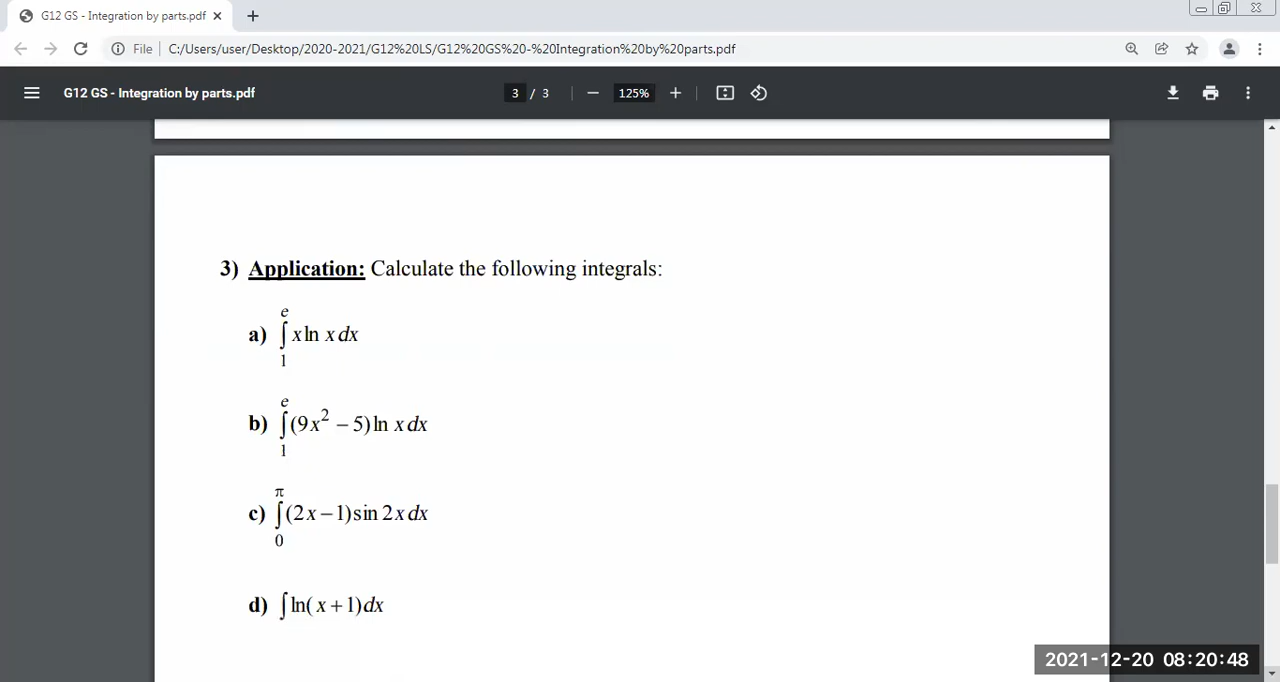 G12 GS - Integration by parts.pdf
File C:/Users/user/Desktop/2020-2021/G12%20LS/G12%20GS%20-%20Integration%20by%20parts.pdf
G12 GS - Integration by parts.pdf 3 / 3 125%
3) Application: Calculate the following integrals:
a) ∫₁ᵉ x ln x dx
b) ∫₁ᵉ (9x² – 5) ln x dx
c) ∫₀^π (2x – 1) sin 2x dx
d) ∫ ln(x + 1) dx
2021-12-20 08:20:48